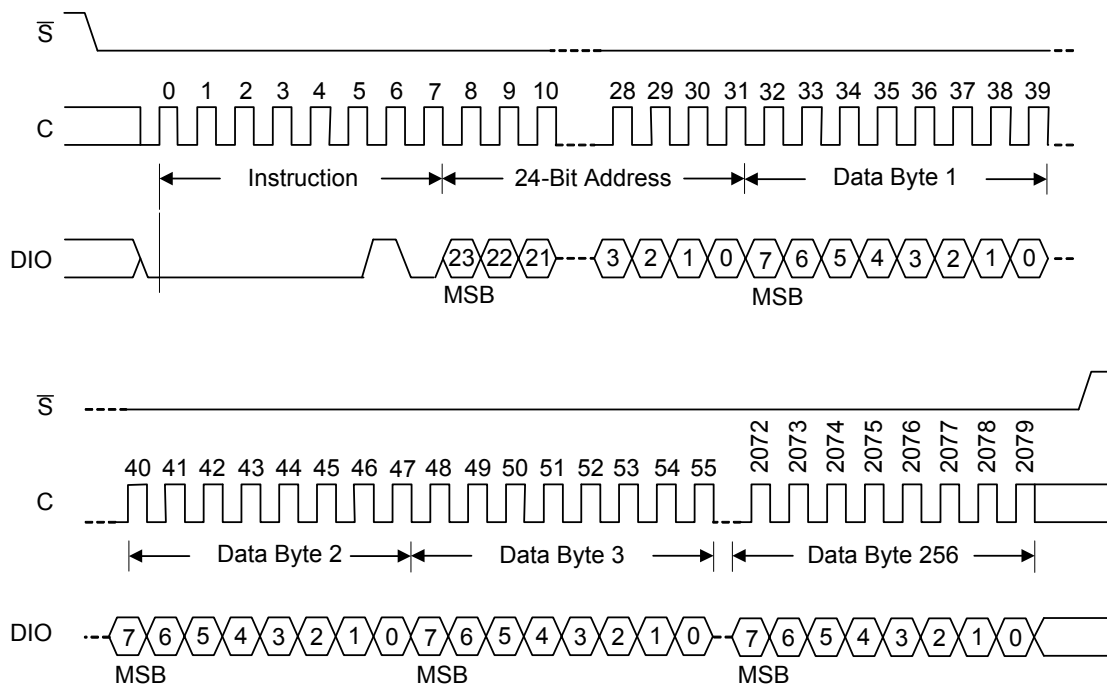 S
0 1 2 3 4 5 6 7 8 9 10 28 29 30 31 32 33 34 35 36 37 38 39
C
Instruction 24-Bit Address Data Byte 1
DIO 23 22 21 3 2 1 0 7 6 5 4 3 2 1 0
MSB MSB
S
2072 2073 2074 2075 2076 2077 2078 2079
40 41 42 43 44 45 46 47 48 49 50 51 52 53 54 55
C
Data Byte 2 Data Byte 3 Data Byte 256
DIO 7 6 5 4 3 2 1 0 7 6 5 4 3 2 1 0 7 6 5 4 3 2 1 0
MSB MSB MSB